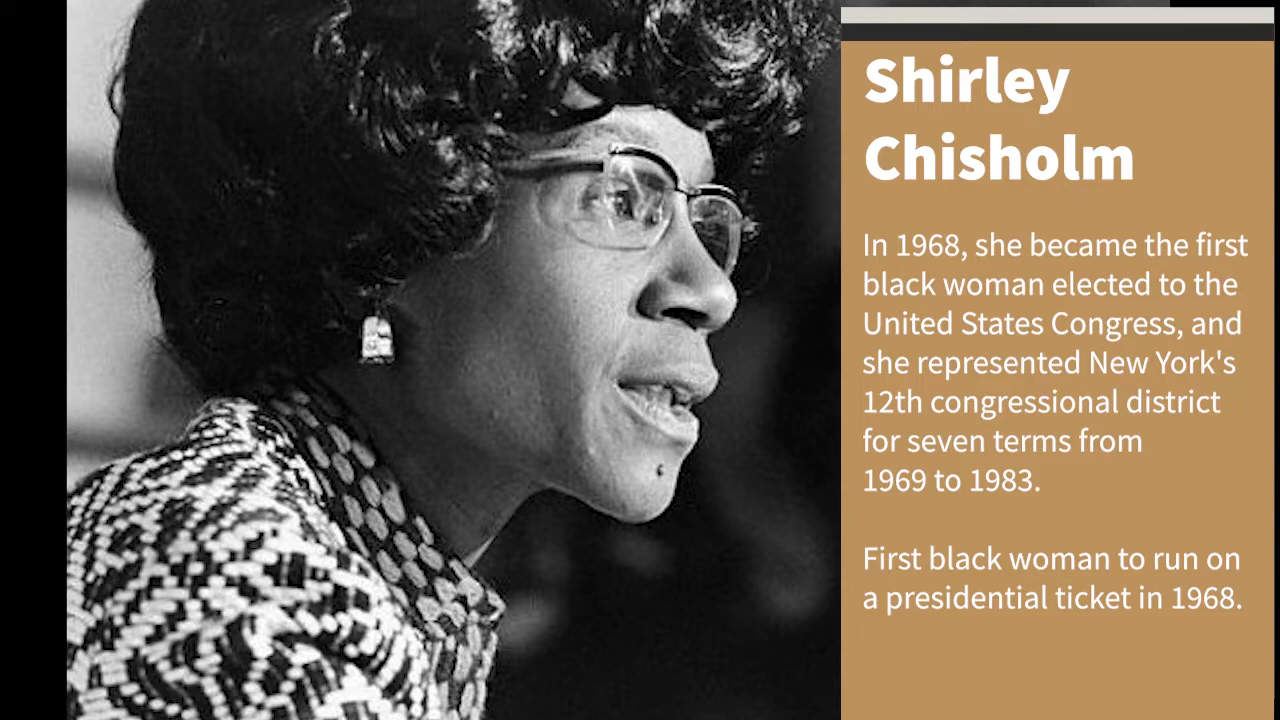 Shirley
Chisholm
In 1968, she became the first
black woman elected to the
United States Congress, and
she represented New York's
12th congressional district
for seven terms from
1969 to 1983.
First black woman to run on
a presidential ticket in 1968.